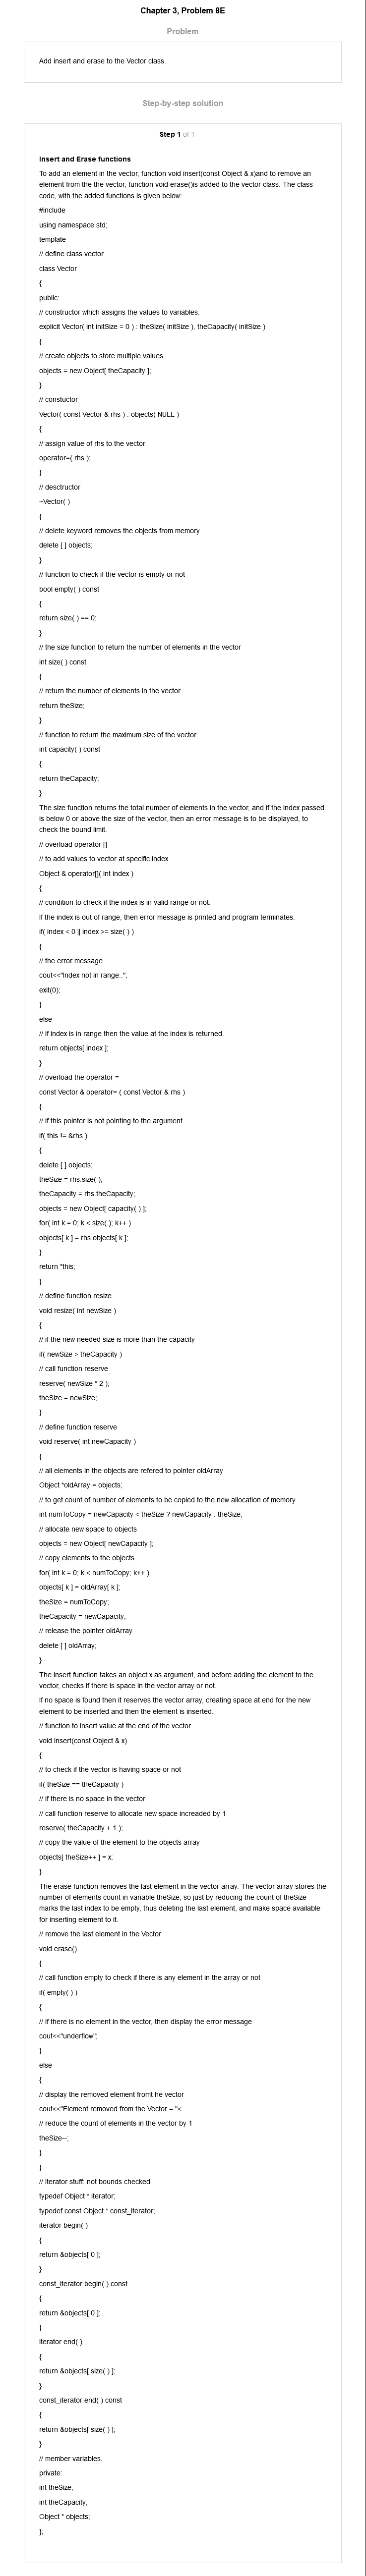 Chapter 3, Problem 8E
Problem
Add insert and erase to the Vector class.
Step-by-step solution
Step 1 of 1
Insert and Erase functions
To add an element in the vector, function void insert(const Object & x)and to remove an
element from the the vector, function void erase()is added to the vector class. The class
code, with the added functions is given below:
#include
using namespace std;
template
// define class vector
class Vector
{
public:
// constructor which assigns the values to variables.
explicit Vector( int initSize = 0 ) : theSize( initSize ), theCapacity( initSize )
{
// create objects to store multiple values
objects = new Object[ theCapacity ];
}
// constuctor
Vector( const Vector & rhs ) : objects( NULL )
{
// assign value of rhs to the vector
operator=( rhs );
}
// desctructor
~Vector( )
{
// delete keyword removes the objects from memory
delete [ ] objects;
}
// function to check if the vector is empty or not
bool empty( ) const
{
return size( ) == 0;
}
// the size function to return the number of elements in the vector
int size( ) const
{
// return the number of elements in the vector
return theSize;
}
// function to return the maximum size of the vector
int capacity( ) const
{
return theCapacity;
}
The size function returns the total number of elements in the vector, and if the index passed
is below 0 or above the size of the vector, then an error message is to be displayed, to
check the bound limit.
// overload operator []
// to add values to vector at specific index
Object & operator[]( int index )
{
// condition to check if the index is in valid range or not.
If the index is out of range, then error message is printed and program terminates.
if( index < 0 || index >= size( ) )
{
// the error message
cout<<"Index not in range..";
exit(0);
}
else
// if index is in range then the value at the index is returned.
return objects[ index ];
}
// overload the operator =
const Vector & operator= ( const Vector & rhs )
{
// if this pointer is not pointing to the argument
if( this != &rhs )
{
delete [ ] objects;
theSize = rhs.size( );
theCapacity = rhs.theCapacity;
objects = new Object[ capacity( ) ];
for( int k = 0; k < size( ); k++ )
objects[ k ] = rhs.objects[ k ];
}
return *this;
}
// define function resize
void resize( int newSize )
{
// if the new needed size is more than the capacity
if( newSize > theCapacity )
// call function reserve
reserve( newSize * 2 );
theSize = newSize;
}
// define function reserve
void reserve( int newCapacity )
{
// all elements in the objects are refered to pointer oldArray
Object *oldArray = objects;
// to get count of number of elements to be copied to the new allocation of memory
int numToCopy = newCapacity < theSize ? newCapacity : theSize;
// allocate new space to objects
objects = new Object[ newCapacity ];
// copy elements to the objects
for( int k = 0; k < numToCopy; k++ )
objects[ k ] = oldArray[ k ];
theSize = numToCopy;
theCapacity = newCapacity;
// release the pointer oldArray
delete [ ] oldArray;
}
The insert function takes an object x as argument, and before adding the element to the
vector, checks if there is space in the vector array or not.
If no space is found then it reserves the vector array, creating space at end for the new
element to be inserted and then the element is inserted.
// function to insert value at the end of the vector.
void insert(const Object & x)
{
// to check if the vector is having space or not
if( theSize == theCapacity )
// if there is no space in the vector
// call function reserve to allocate new space increaded by 1
reserve( theCapacity + 1 );
// copy the value of the element to the objects array
objects[ theSize++ ] = x;
}
The erase function removes the last element in the vector array. The vector array stores the
number of elements count in variable theSize, so just by reducing the count of theSize
marks the last index to be empty, thus deleting the last element, and make space available
for inserting element to it.
// remove the last element in the Vector
void erase()
{
// call function empty to check if there is any element in the array or not
if( empty( ) )
{
// if there is no element in the vector, then display the error message
cout<<"underflow";
}
else
{
// display the removed element fromt he vector
cout<<"Element removed from the Vector = "<
// reduce the count of elements in the vector by 1
theSize--;
}
}
// Iterator stuff: not bounds checked
typedef Object * iterator;
typedef const Object * const_iterator;
iterator begin( )
{
return &objects[ 0 ];
}
const_iterator begin( ) const
{
return &objects[ 0 ];
}
iterator end( )
{
return &objects[ size( ) ];
}
const_iterator end( ) const
{
return &objects[ size( ) ];
}
// member variables.
private:
int theSize;
int theCapacity;
Object * objects;
};